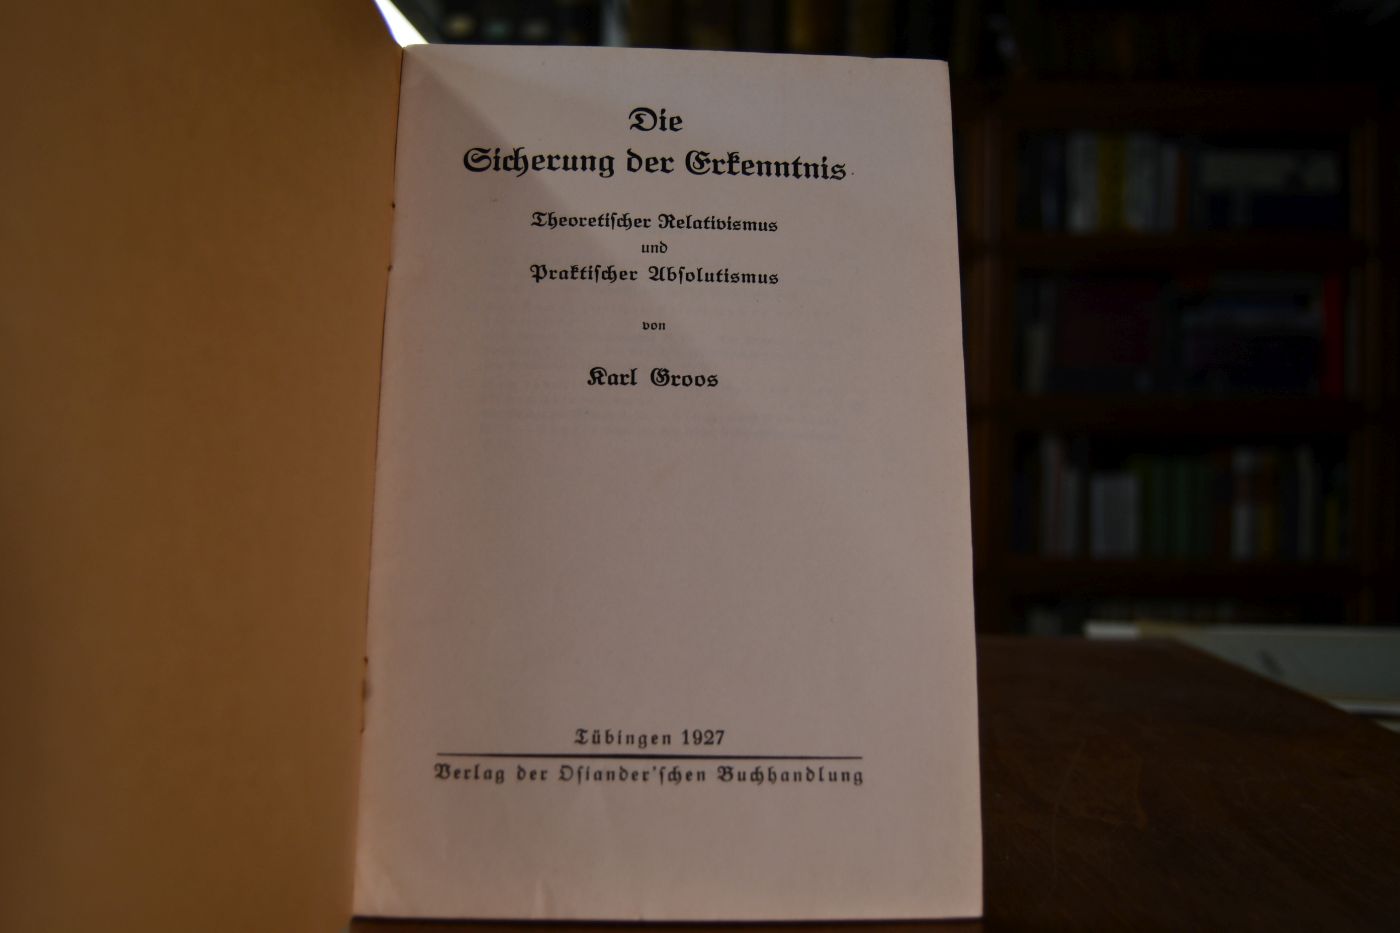 Die
Sicherung der Erkenntnis
Theoretiſcher Relativismus
und
Praktiſcher Abſolutismus
von
Karl Groos
Tübingen 1927
Verlag der Oſiander'ſchen Buchhandlung